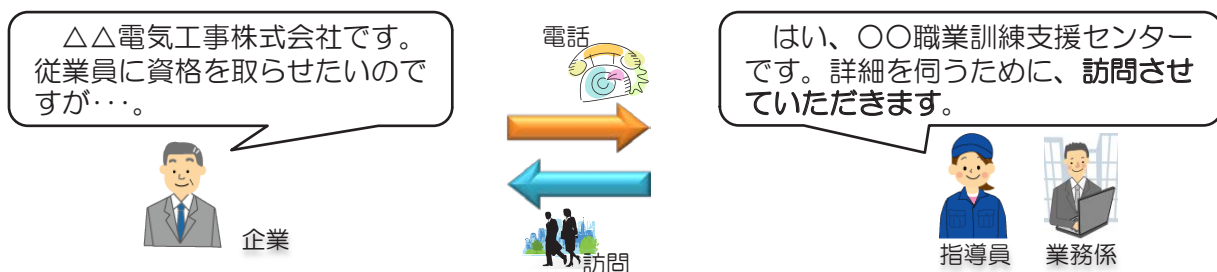 △△電気工事株式会社です。
従業員に資格を取らせたいので
すが･･･。
企業
電話
訪問
はい、〇〇職業訓練支援センター
です。詳細を伺うために、訪問させ
ていただきます。
指導員
業務係